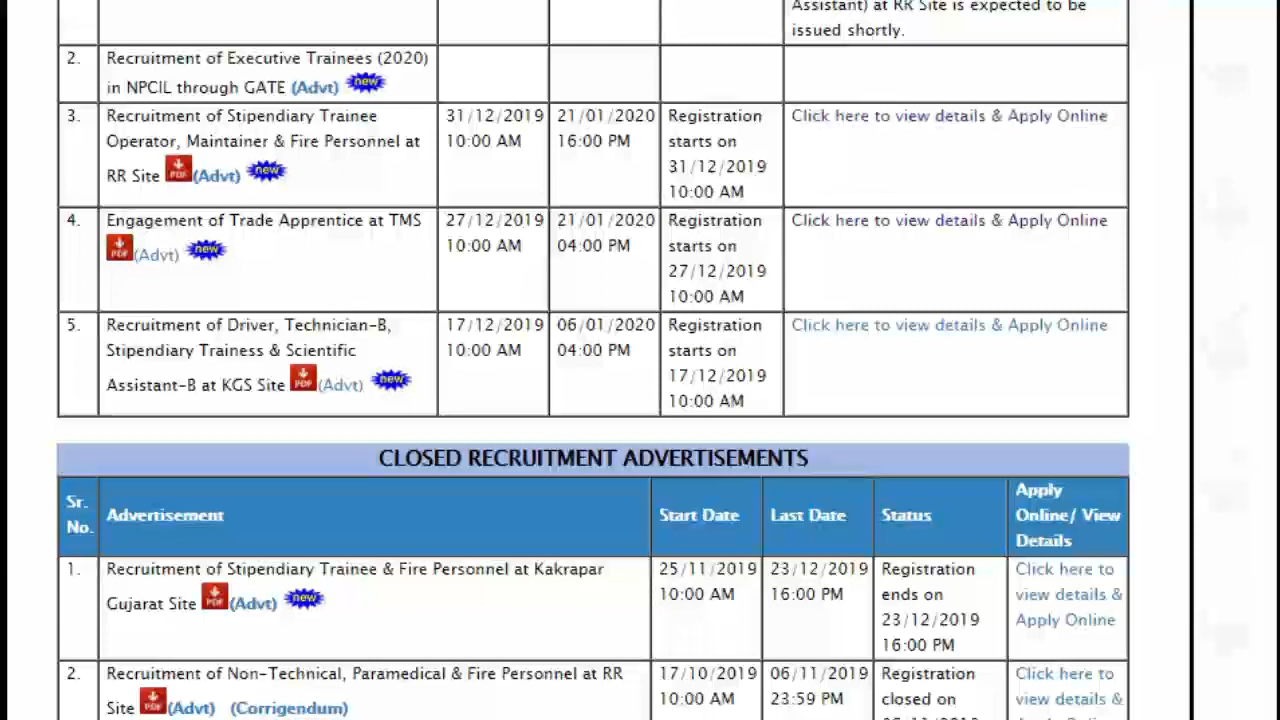 Assistant) at RR Site is expected to be
issued shortly.
2. Recruitment of Executive Trainees (2020)
in NPCIL through GATE (Advt) new
3. Recruitment of Stipendiary Trainee 31/12/2019 21/01/2020 Registration Click here to view details & Apply Online
Operator, Maintainer & Fire Personnel at 10:00 AM 16:00 PM starts on
RR Site PDF (Advt) new 31/12/2019
10:00 AM
4. Engagement of Trade Apprentice at TMS 27/12/2019 21/01/2020 Registration Click here to view details & Apply Online
PDF (Advt) new 10:00 AM 04:00 PM starts on
27/12/2019
10:00 AM
5. Recruitment of Driver, Technician-B, 17/12/2019 06/01/2020 Registration Click here to view details & Apply Online
Stipendiary Trainess & Scientific 10:00 AM 04:00 PM starts on
Assistant-B at KGS Site PDF (Advt) new 17/12/2019
10:00 AM
CLOSED RECRUITMENT ADVERTISEMENTS
Sr. No. Advertisement Start Date Last Date Status Apply Online/ View Details
1. Recruitment of Stipendiary Trainee & Fire Personnel at Kakrapar 25/11/2019 23/12/2019 Registration Click here to
Gujarat Site PDF (Advt) new 10:00 AM 16:00 PM ends on view details &
23/12/2019 Apply Online
16:00 PM
2. Recruitment of Non-Technical, Paramedical & Fire Personnel at RR 17/10/2019 06/11/2019 Registration Click here to
Site PDF (Advt) (Corrigendum) 10:00 AM 23:59 PM closed on view details &